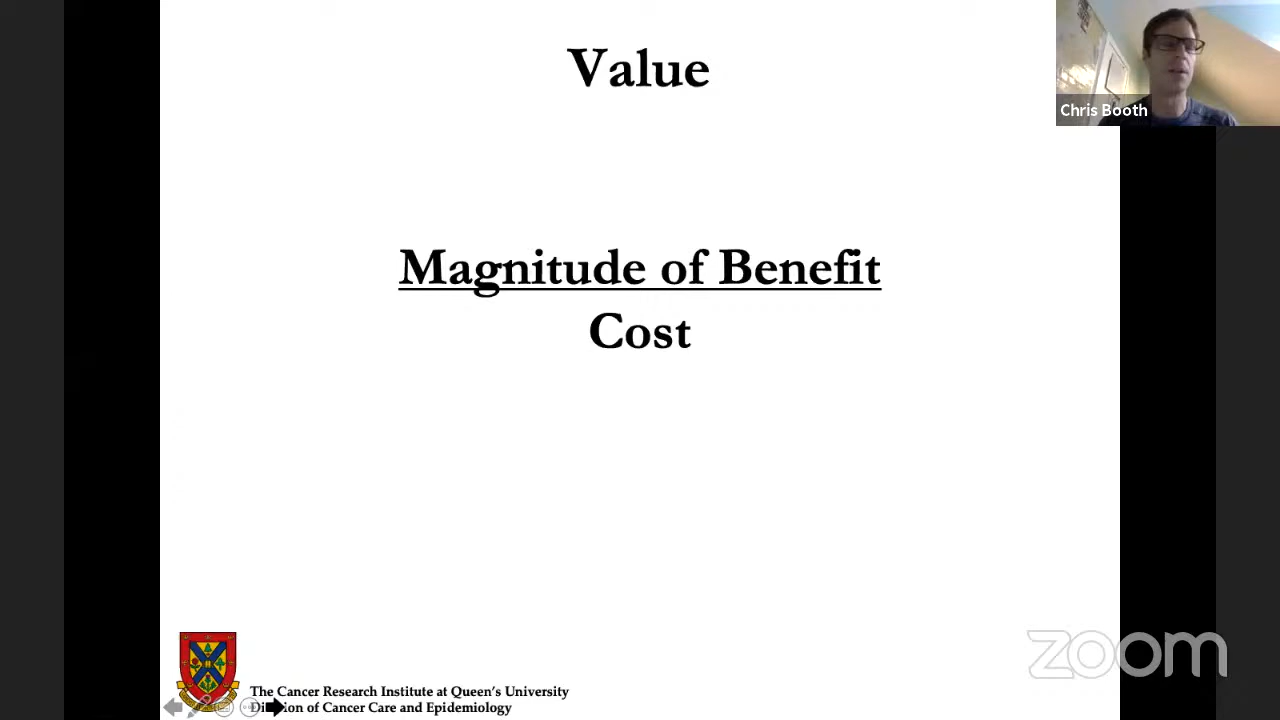 Value
Chris Booth
Magnitude of Benefit
Cost
zoom
The Cancer Research Institute at Queen's University
Division of Cancer Care and Epidemiology